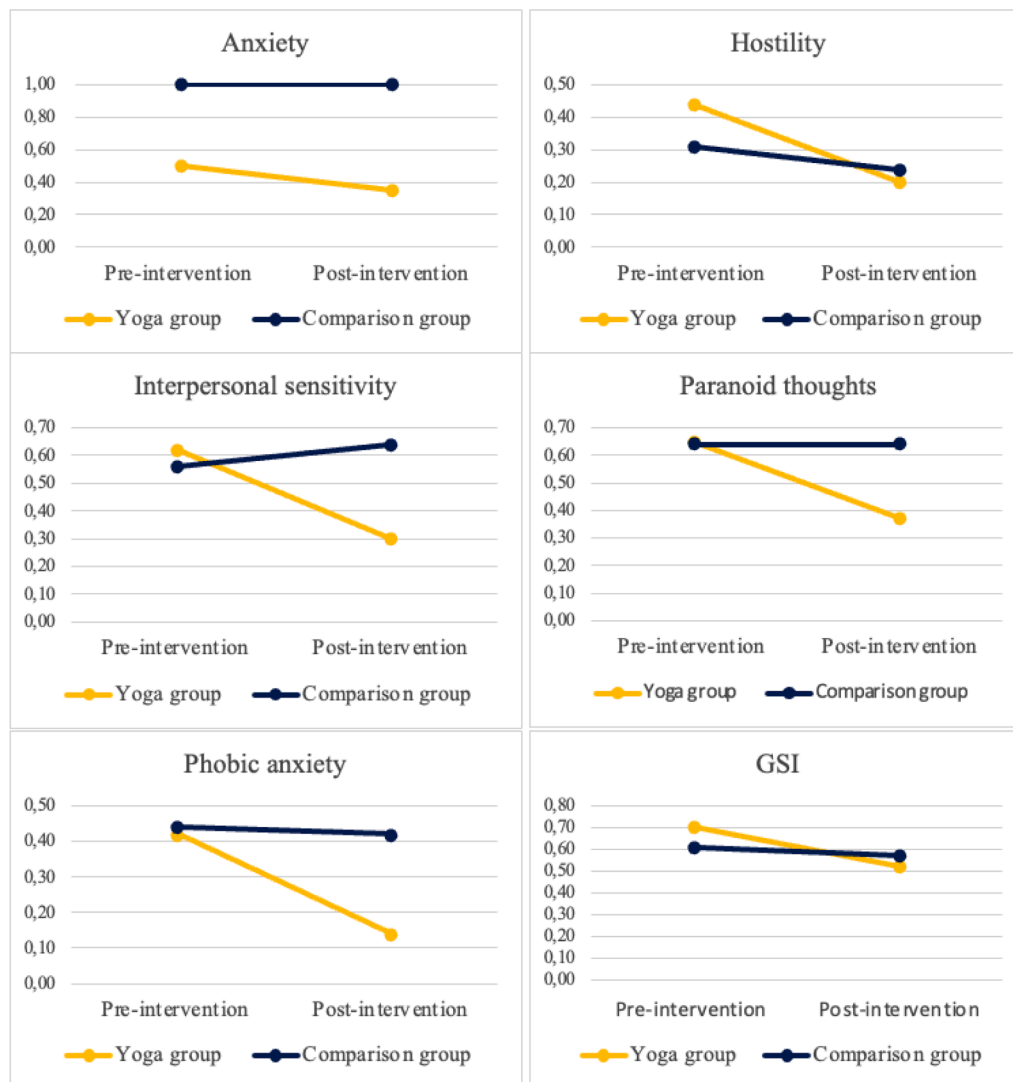 Anxiety
1,00
0,80
0,60
0,40
0,20
0,00
Pre-intervention Post-intervention
Yoga group Comparison group
Hostility
0,50
0,40
0,30
0,20
0,10
0,00
Pre-intervention Post-intervention
Yoga group Comparison group
Interpersonal sensitivity
0,70
0,60
0,50
0,40
0,30
0,20
0,10
0,00
Pre-intervention Post-intervention
Yoga group Comparison group
Paranoid thoughts
0,70
0,60
0,50
0,40
0,30
0,20
0,10
0,00
Pre-intervention Post-intervention
Yoga group Comparison group
Phobic anxiety
0,50
0,40
0,30
0,20
0,10
0,00
Pre-intervention Post-intervention
Yoga group Comparison group
GSI
0,80
0,70
0,60
0,50
0,40
0,30
0,20
0,10
0,00
Pre-intervention Post-intervention
Yoga group Comparison group